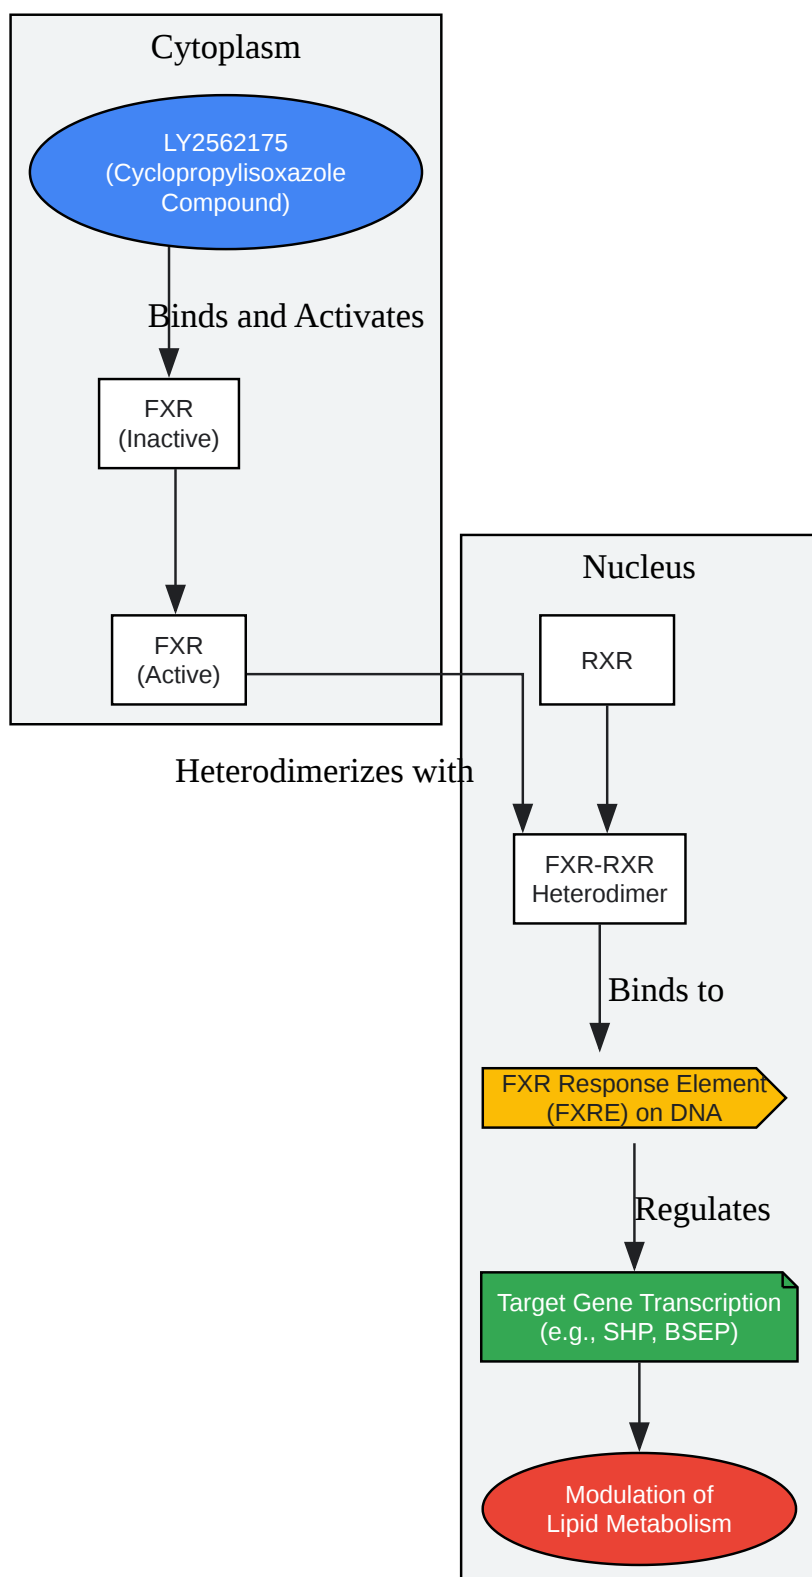 Cytoplasm
LY2562175
(Cyclopropylisoxazole
Compound)
Binds and Activates
FXR
(Inactive)
FXR
(Active)
Heterodimerizes with
Nucleus
RXR
FXR-RXR
Heterodimer
Binds to
FXR Response Element
(FXRE) on DNA
Regulates
Target Gene Transcription
(e.g., SHP, BSEP)
Modulation of
Lipid Metabolism